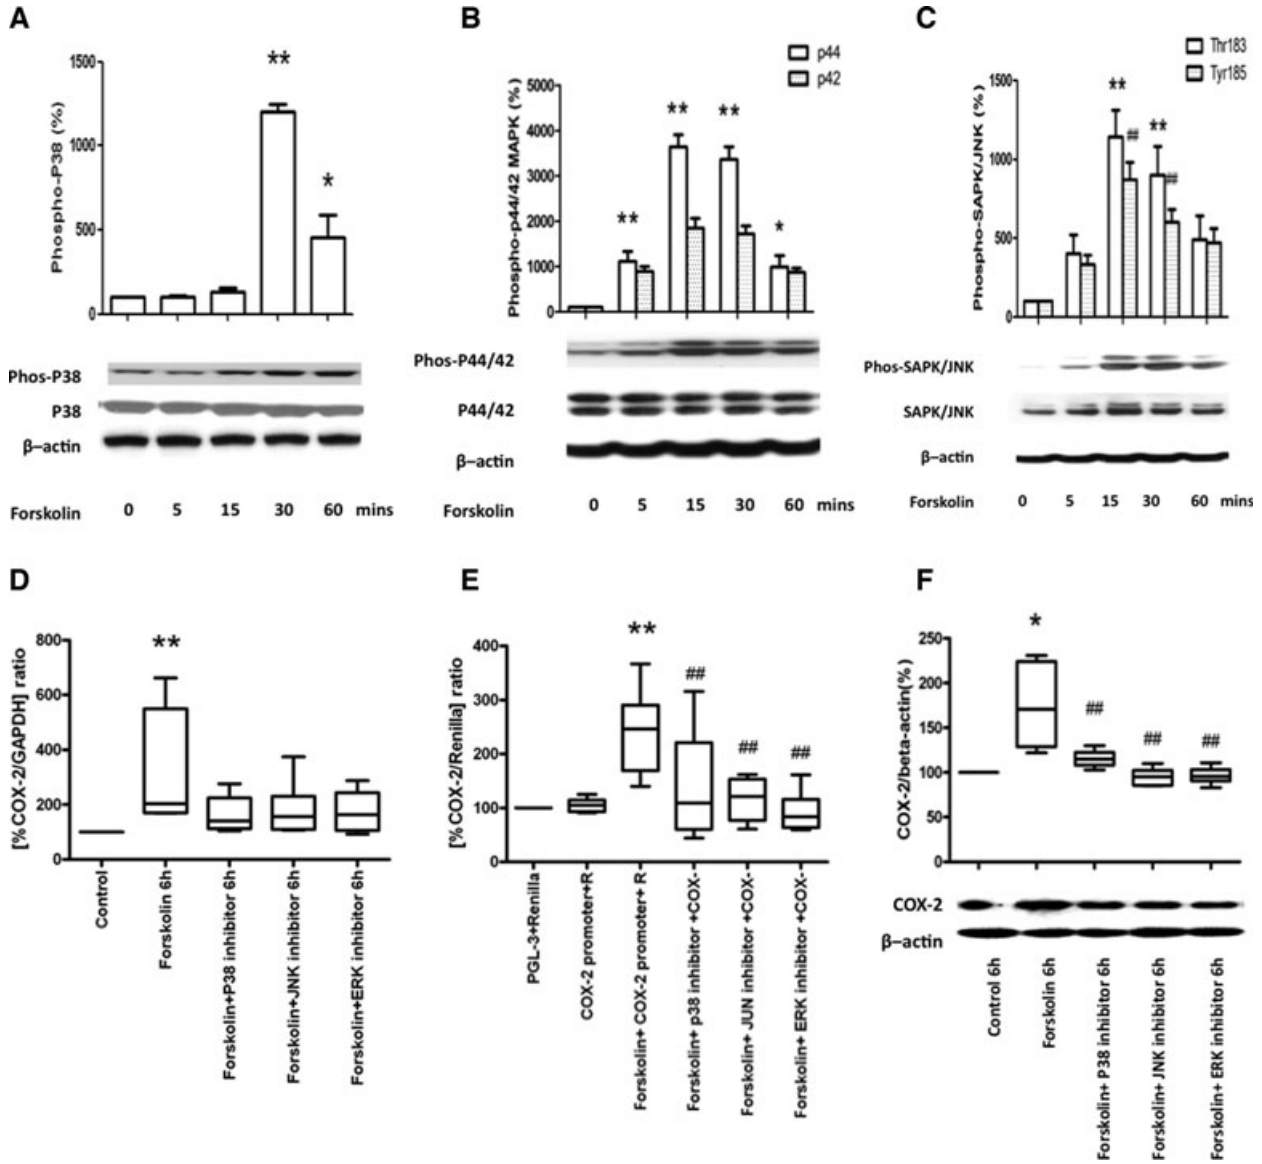 A
Phospho-P38 (%)
1500
1000
500
0
**
*
Phos-P38
P38
β–actin
Forskolin 0 5 15 30 60 mins
B
p44
p42
Phospho-p44/42 MAPK (%)
5000
4000
3000
2000
1000
0
**
**
**
*
Phos-P44/42
P44/42
β–actin
Forskolin 0 5 15 30 60 mins
C
Thr183
Tyr185
Phospho-SAPK/JNK (%)
1500
1000
500
0
**
#
**
#
Phos-SAPK/JNK
SAPK/JNK
β–actin
Forskolin 0 5 15 30 60 mins
D
[%COX-2/GAPDH] ratio
800
600
400
200
0
**
Control
Forskolin 6h
Forskolin+P38 inhibitor 6h
Forskolin+JNK inhibitor 6h
Forskolin+ERK inhibitor 6h
E
[%COX-2/Renilla] ratio
400
300
200
100
0
**
##
##
##
PGL-3+Renilla
COX-2 promoter+R
Forskolin+ COX-2 promoter+ R
Forskolin+ p38 inhibitor +COX-
Forskolin+ JUN inhibitor +COX-
Forskolin+ ERK inhibitor +COX-
F
COX-2/beta-actin(%)
250
200
150
100
50
0
*
##
##
##
COX-2
β–actin
Control 6h
Forskolin 6h
Forskolin+ P38 inhibitor 6h
Forskolin+ JNK inhibitor 6h
Forskolin+ ERK inhibitor 6h